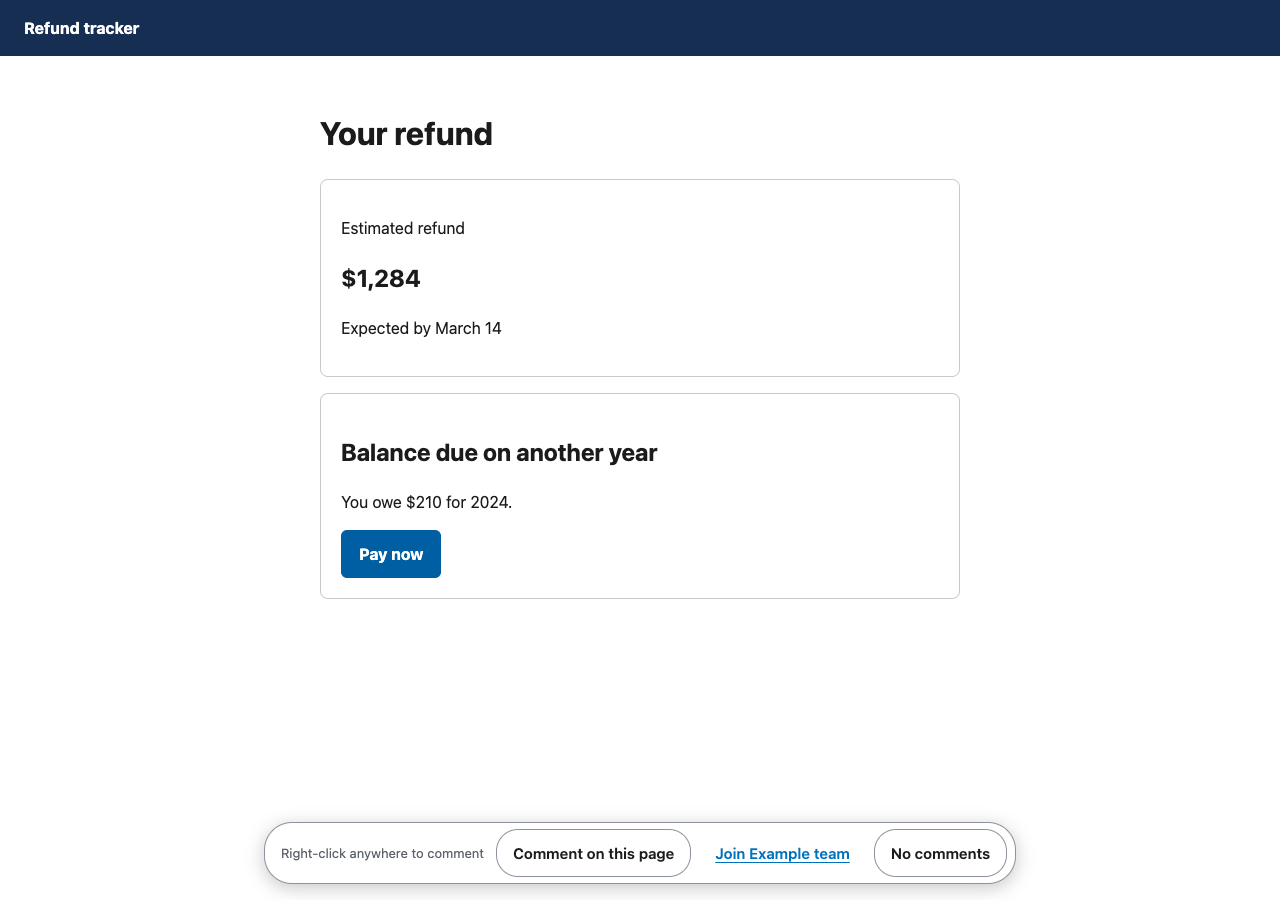 Refund tracker
Your refund
Estimated refund
$1,284
Expected by March 14
Balance due on another year
You owe $210 for 2024.
Pay now
Right-click anywhere to comment
Comment on this page
Join Example team
No comments